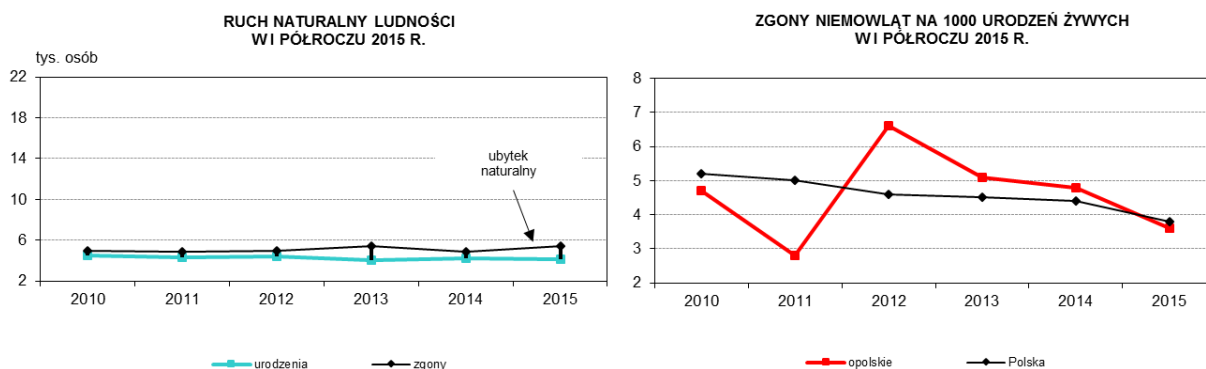 RUCH NATURALNY LUDNOŚCI
W I PÓŁROCZU 2015 R.
tys. osób
22
18
14
10
6
2
ubytek
naturalny
2010 2011 2012 2013 2014 2015
urodzenia zgony
ZGONY NIEMOWLĄT NA 1000 URODZEŃ ŻYWYCH
W I PÓŁROCZU 2015 R.
8
7
6
5
4
3
2
2010 2011 2012 2013 2014 2015
opolskie Polska